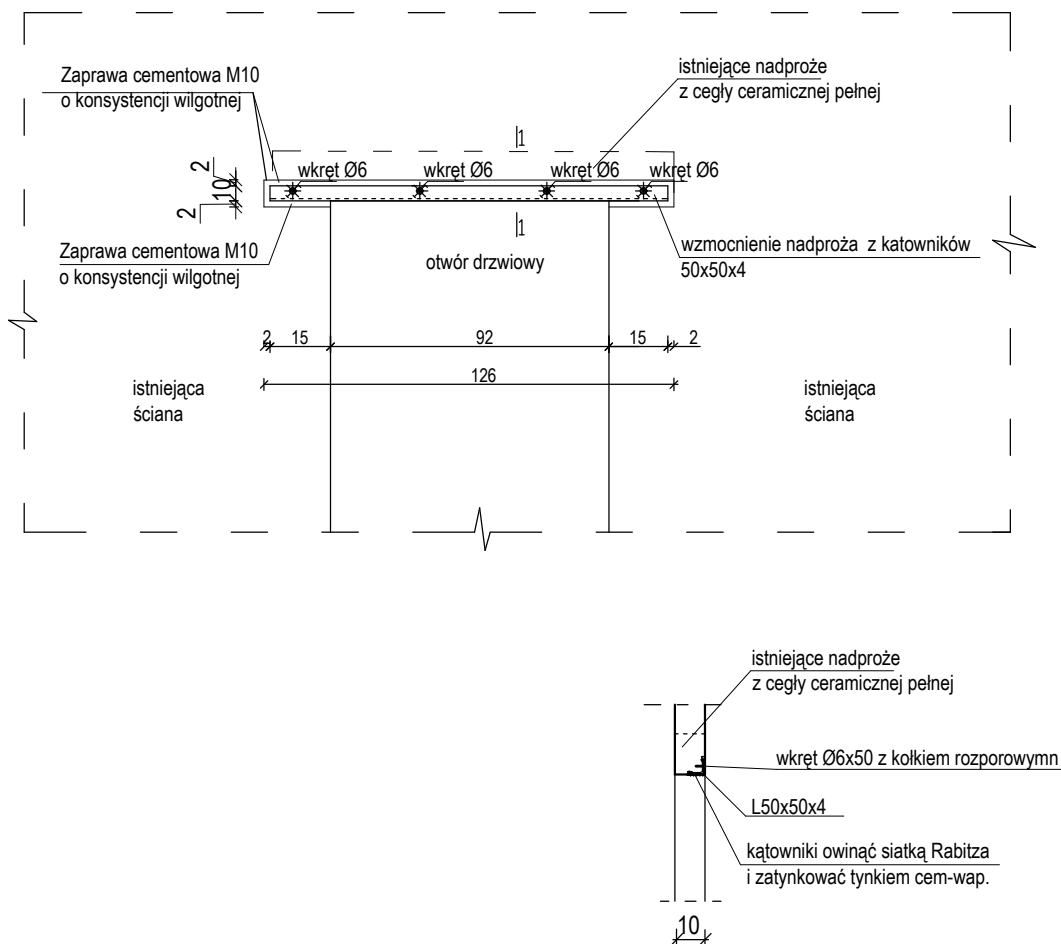 Zaprawa cementowa M10
o konsystencji wilgotnej
istniejące nadproże
z cegły ceramicznej pełnej
1
wkręt Ø6
wkręt Ø6
wkręt Ø6
wkręt Ø6
2
10
2
1
Zaprawa cementowa M10
o konsystencji wilgotnej
otwór drzwiowy
wzmocnienie nadproża z katowników
50x50x4
2
15
92
15
2
126
istniejąca
ściana
istniejąca
ściana
istniejące nadproże
z cegły ceramicznej pełnej
wkręt Ø6x50 z kołkiem rozporowymn
L50x50x4
kątowniki owinąć siatką Rabitza
i zatynkować tynkiem cem-wap.
10